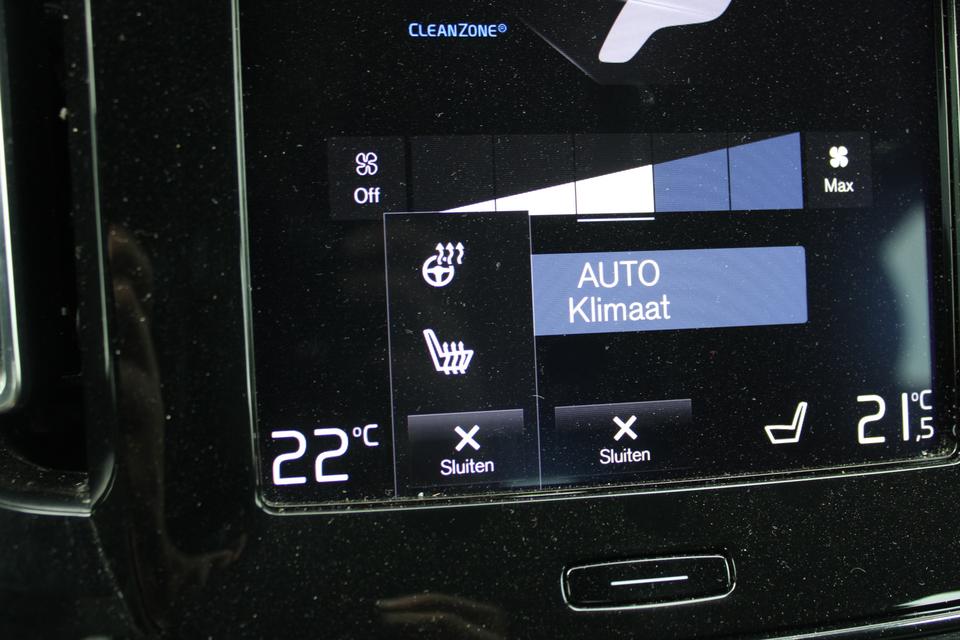 CLEANZONE®
Off
Max
AUTO
Klimaat
22°C
Sluiten
Sluiten
21,5°C